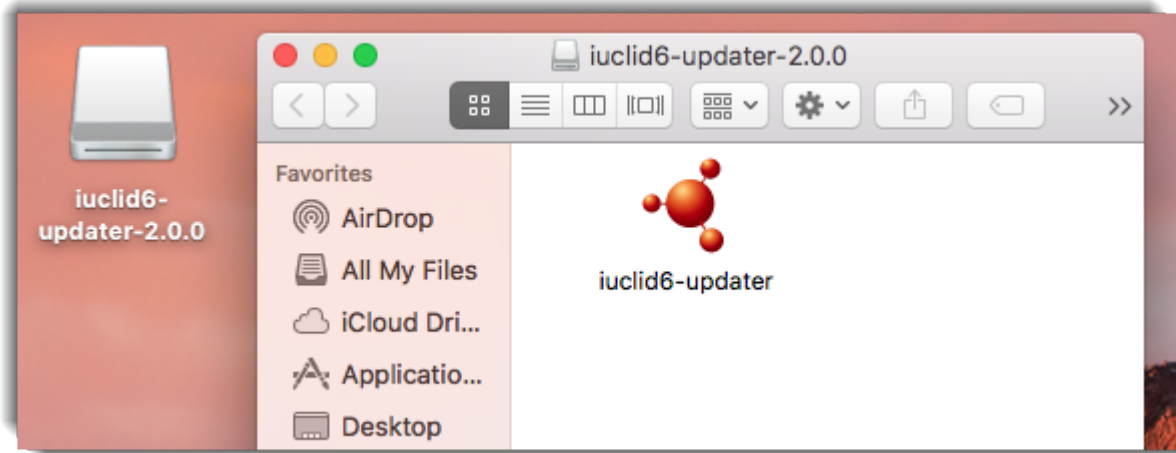 iuclid6-
updater-2.0.0
iuclid6-updater-2.0.0
Favorites
AirDrop
All My Files
iCloud Dri...
Applicatio...
Desktop
iuclid6-updater